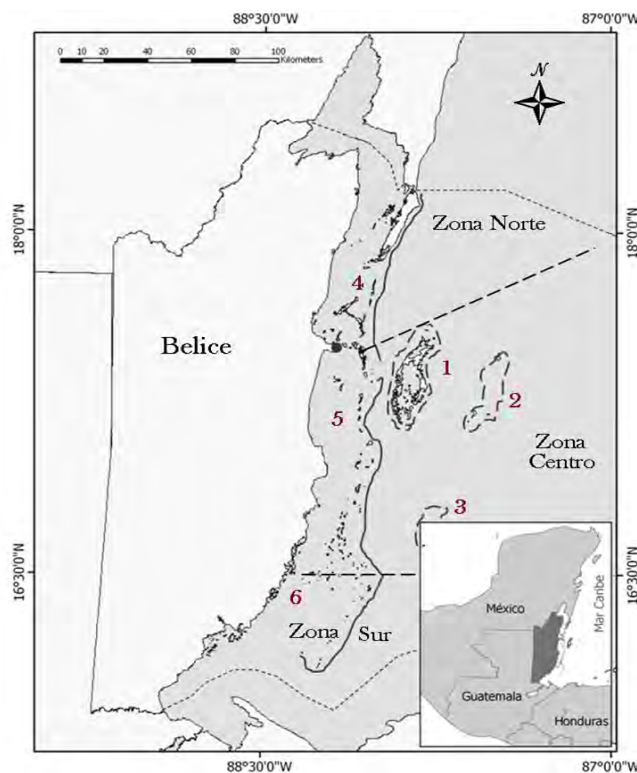 88°30'0"W
87°0'0"W
0 10 20 40 60 80 100
Kilometers
N
18°0'0"N
18°0'0"N
Zona Norte
4
Belice
1
2
5
Zona
Centro
3
16°30'0"N
16°30'0"N
6
Zona Sur
México
Mar Caribe
Guatemala
Honduras
88°30'0"W
87°0'0"W